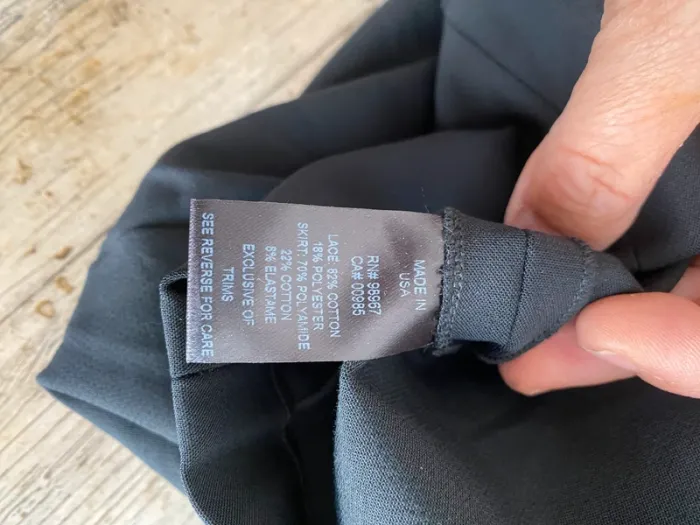 MADE IN
USA
RN# 98967
CA# 00985
LACE: 82% COTTON
18% POLYESTER
SKIRT: 70% POLYAMIDE
22% COTTON
8% ELASTANE
EXCLUSIVE OF
TRIMS
SEE REVERSE FOR CARE